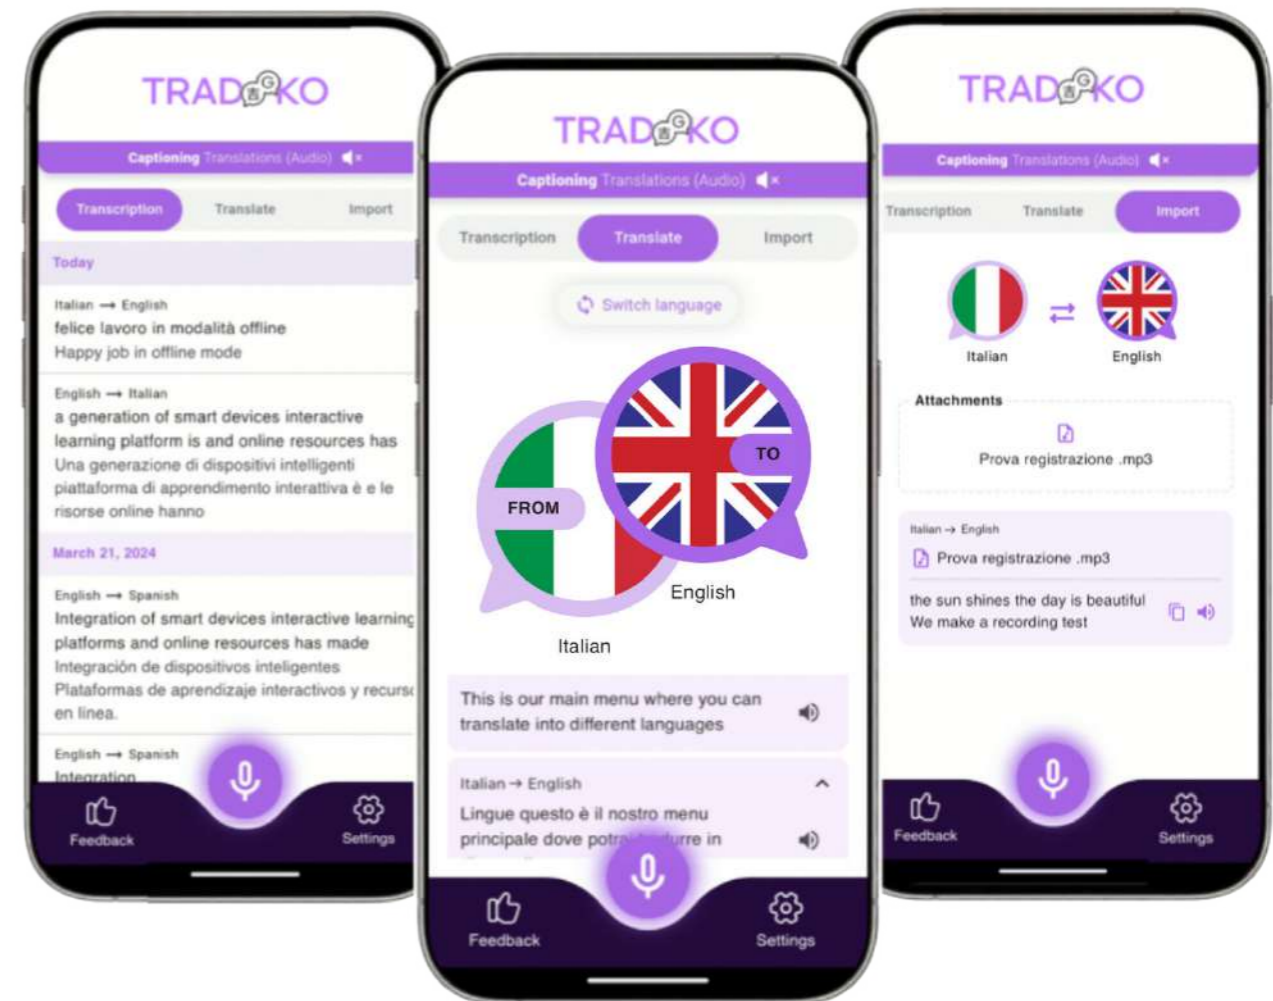 TRADOKO
Captioning Translations (Audio)
Transcription Translate Import
Today
Italian → English
felice lavoro in modalità offline
Happy job in offline mode
English → Italian
a generation of smart devices interactive
learning platform is and online resources has
Una generazione di dispositivi intelligenti
piattaforma di apprendimento interattiva è e le
risorse online hanno
March 21, 2024
English → Spanish
Integration of smart devices interactive learning
platforms and online resources has made
Integración de dispositivos inteligentes
Plataformas de aprendizaje interactivos y recurso
en línea.
English → Spanish
Integration
Feedback
Settings
TRADOKO
Captioning Translations (Audio)
Transcription Translate Import
Switch language
TO
FROM
English
Italian
This is our main menu where you can
translate into different languages
Italian → English
Lingue questo è il nostro menu
principale dove in
Feedback
Settings
TRADOKO
Captioning Translations (Audio)
Transcription Translate Import
Italian
English
Attachments
Prova registrazione .mp3
Italian → English
Prova registrazione .mp3
the sun shines the day is beautiful
We make a recording test
Feedback
Settings